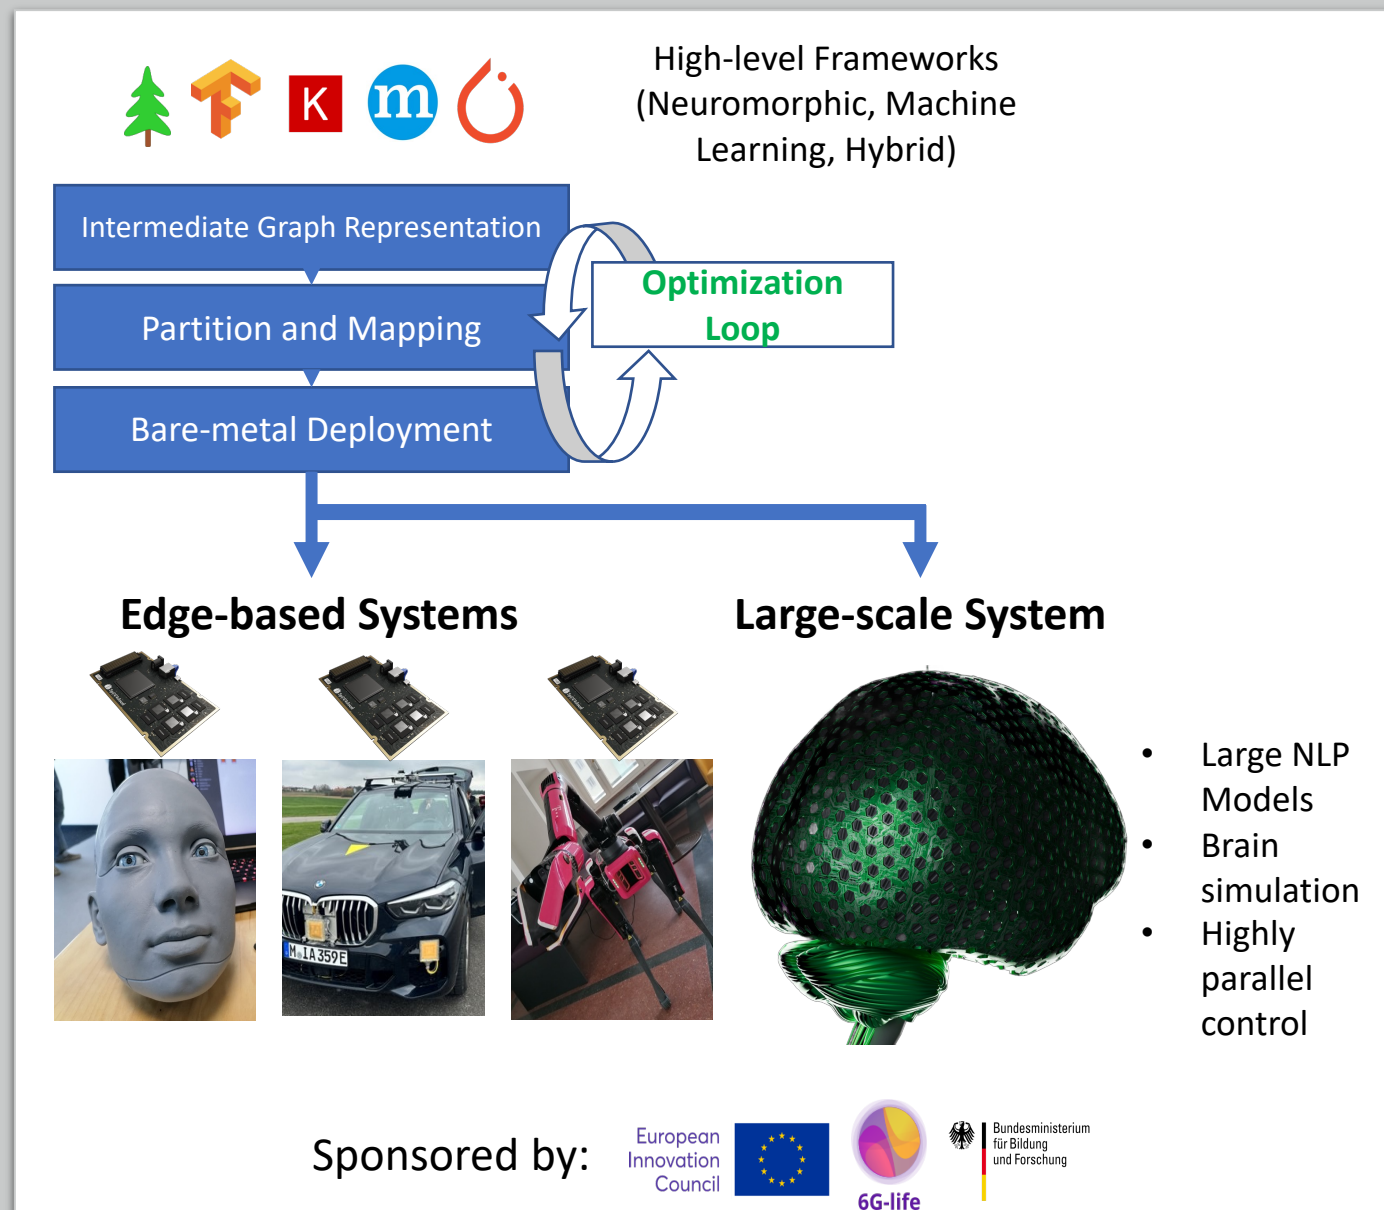 High-level Frameworks
(Neuromorphic, Machine
Learning, Hybrid)
K
m
Intermediate Graph Representation
Partition and Mapping
Bare-metal Deployment
Optimization
Loop
Edge-based Systems
Large-scale System
M IA359E
Large NLP
Models
Brain
simulation
Highly
parallel
control
Sponsored by:
European
Innovation
Council
6G-life
Bundesministerium
für Bildung
und Forschung